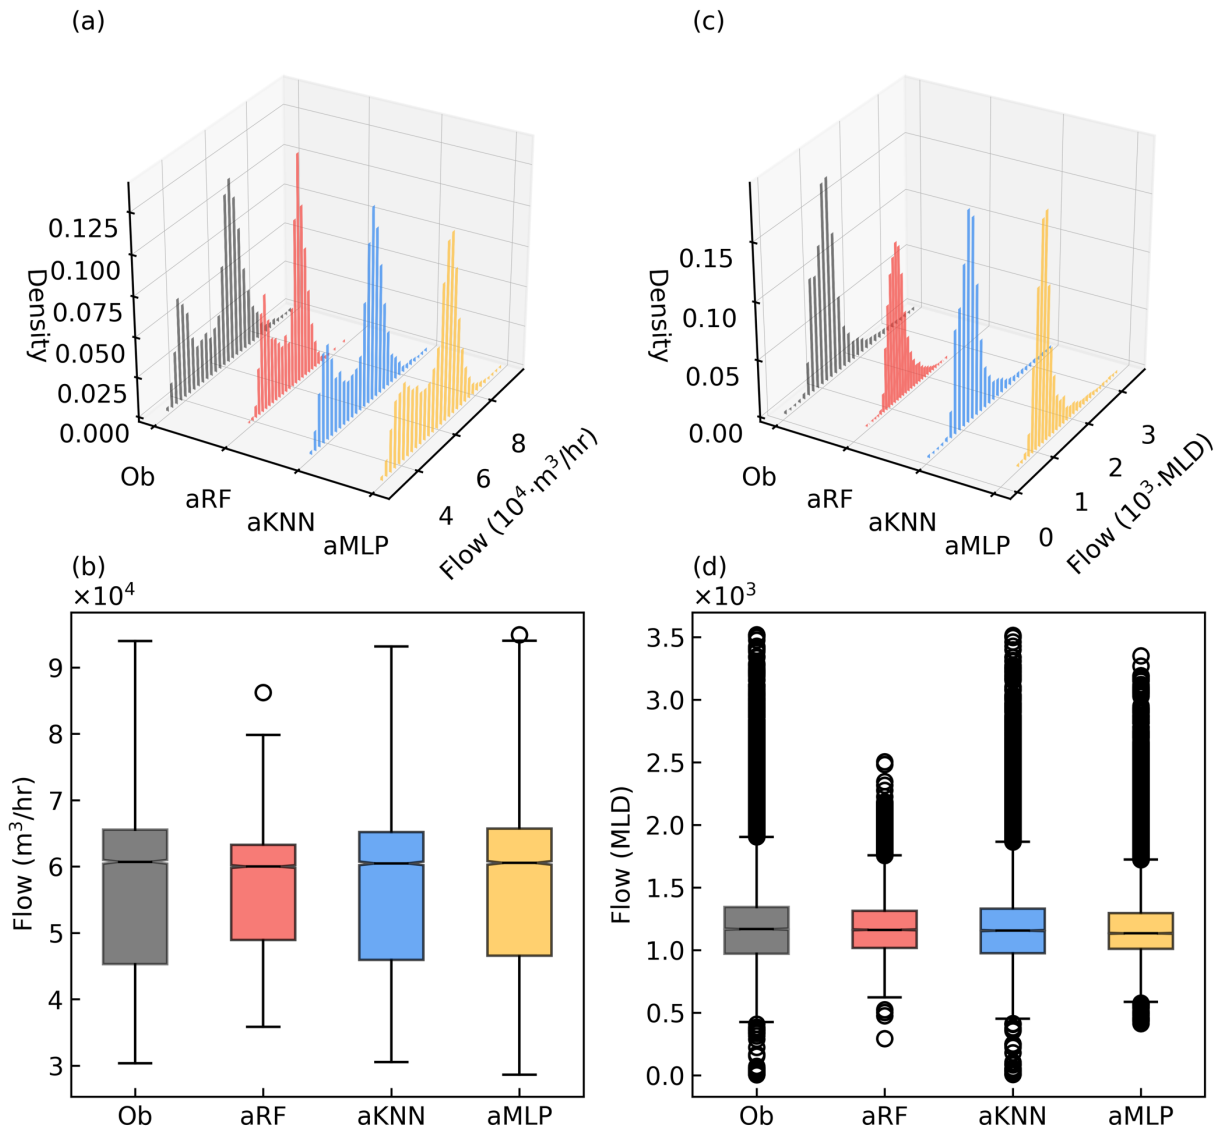 (a)
0.125
0.100
0.075
0.050
0.025
0.000
Density
Ob
aRF
aKNN
aMLP
4
6
8
Flow (10⁴·m³/hr)
(c)
0.15
0.10
0.05
0.00
Density
Ob
aRF
aKNN
aMLP
0
1
2
3
Flow (10³·MLD)
(b)
×10⁴
9
8
7
6
5
4
3
Flow (m³/hr)
Ob
aRF
aKNN
aMLP
(d)
×10³
3.5
3.0
2.5
2.0
1.5
1.0
0.5
0.0
Flow (MLD)
Ob
aRF
aKNN
aMLP